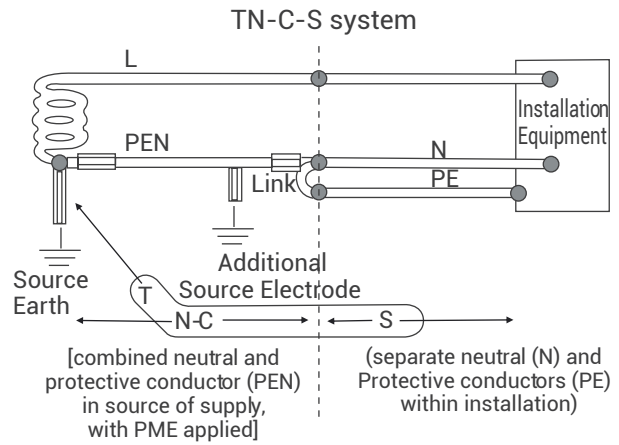 TN-C-S system
L
Installation
Equipment
PEN
N
Link
PE
Source
Earth
Additional
Source Electrode
T
N-C
S
[combined neutral and
protective conductor (PEN)
in source of supply,
with PME applied]
(separate neutral (N) and
Protective conductors (PE)
within installation)